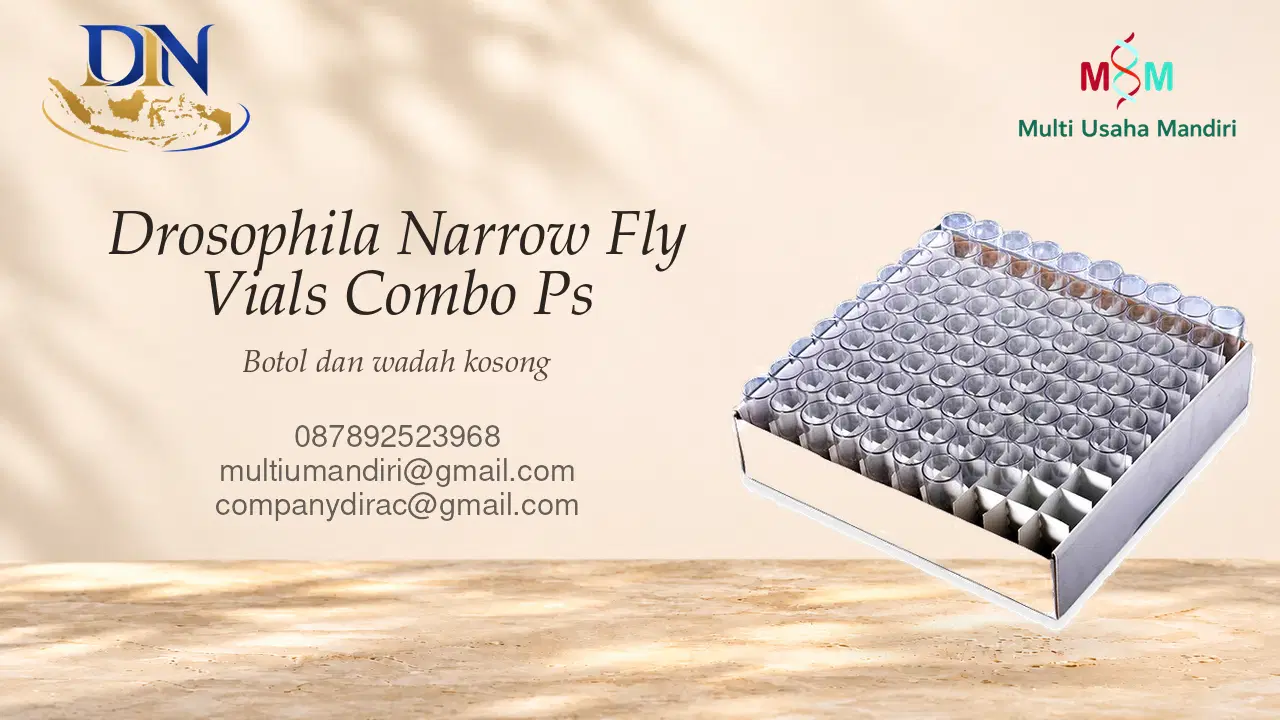 DIN
M M
Multi Usaha Mandiri
Drosophila Narrow Fly
Vials Combo Ps
Botol dan wadah kosong
087892523968
multiumandiri@gmail.com
companydirac@gmail.com